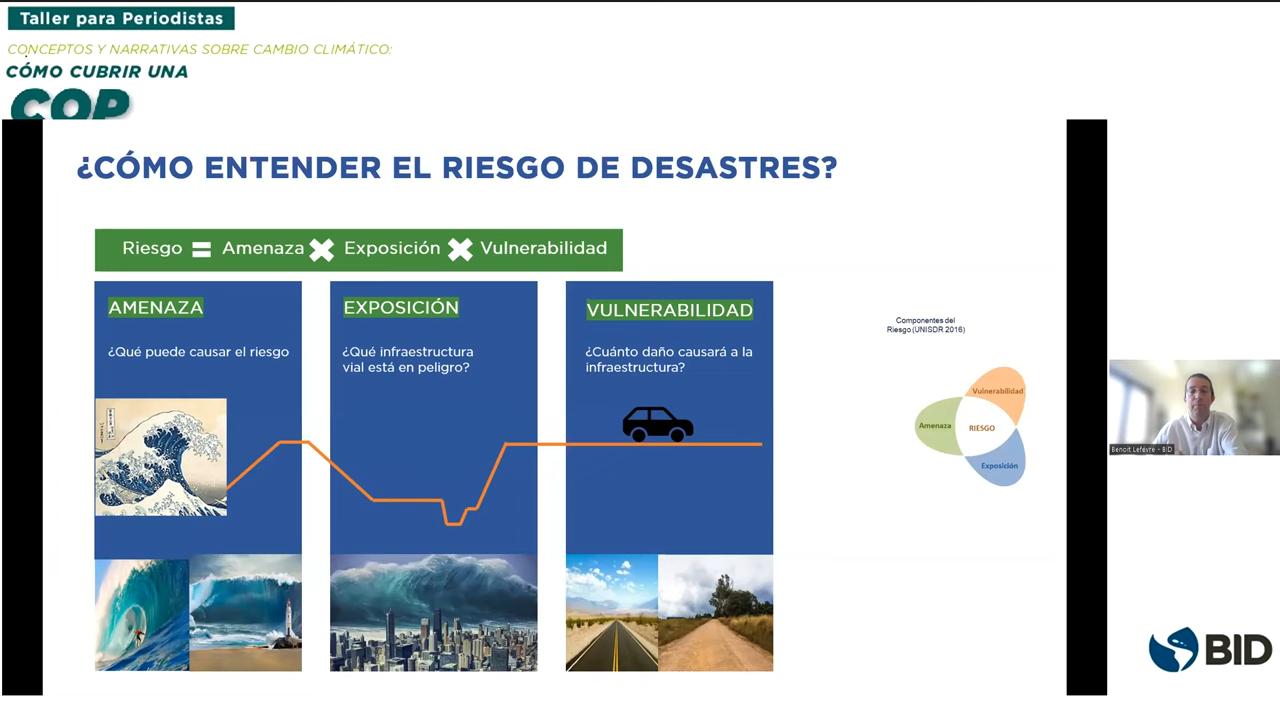 Taller para Periodistas
CONCEPTOS Y NARRATIVAS SOBRE CAMBIO CLIMÁTICO:
CÓMO CUBRIR UNA
COP
¿CÓMO ENTENDER EL RIESGO DE DESASTRES?
Riesgo = Amenaza ✖ Exposición ✖ Vulnerabilidad
AMENAZA
¿Qué puede causar el riesgo
EXPOSICIÓN
¿Qué infraestructura
vial está en peligro?
VULNERABILIDAD
¿Cuánto daño causará a la
infraestructura?
Componentes del
Riesgo (UNISDR 2016)
Vulnerabilidad
Amenaza
RIESGO
Exposición
Benoit Lefevre - BID
BID